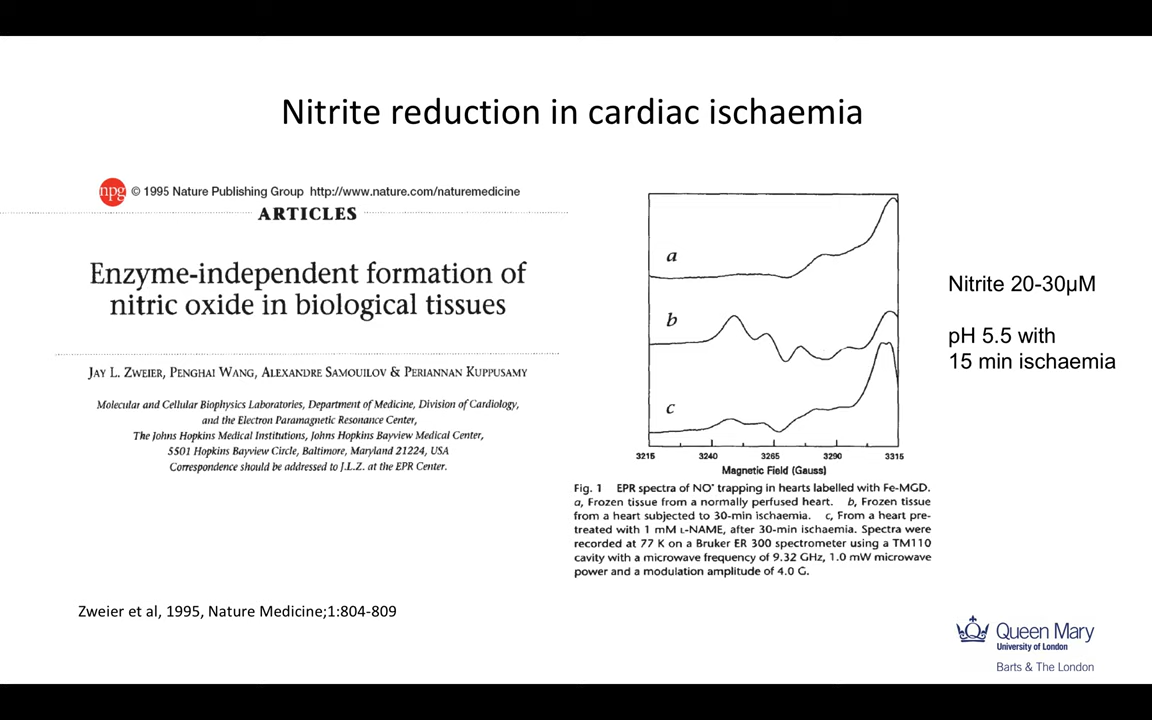 Nitrite reduction in cardiac ischaemia
npg © 1995 Nature Publishing Group http://www.nature.com/naturemedicine
ARTICLES
Enzyme-independent formation of
nitric oxide in biological tissues
JAY L. ZWEIER, PENGHAI WANG, ALEXANDRE SAMOUILOV & PERIANNAN KUPPUSAMY
Molecular and Cellular Biophysics Laboratories, Department of Medicine, Division of Cardiology,
and the Electron Paramagnetic Resonance Center,
The Johns Hopkins Medical Institutions, Johns Hopkins Bayview Medical Center,
5501 Hopkins Bayview Circle, Baltimore, Maryland 21224, USA
Correspondence should be addressed to J.L.Z. at the EPR Center.
Zweier et al, 1995, Nature Medicine;1:804-809
a
b
c
3215 3240 3265 3290 3315
Magnetic Field (Gauss)
Fig. 1 EPR spectra of NO• trapping in hearts labelled with Fe-MGD.
a, Frozen tissue from a normally perfused heart. b, Frozen tissue
from a heart subjected to 30-min ischaemia. c, From a heart pre-
treated with 1 mM L-NAME, after 30-min ischaemia. Spectra were
recorded at 77 K on a Bruker ER 300 spectrometer using a TM110
cavity with a microwave frequency of 9.32 GHz, 1.0 mW microwave
power and a modulation amplitude of 4.0 G.
Nitrite 20-30µM
pH 5.5 with
15 min ischaemia
Queen Mary
University of London
Barts & The London